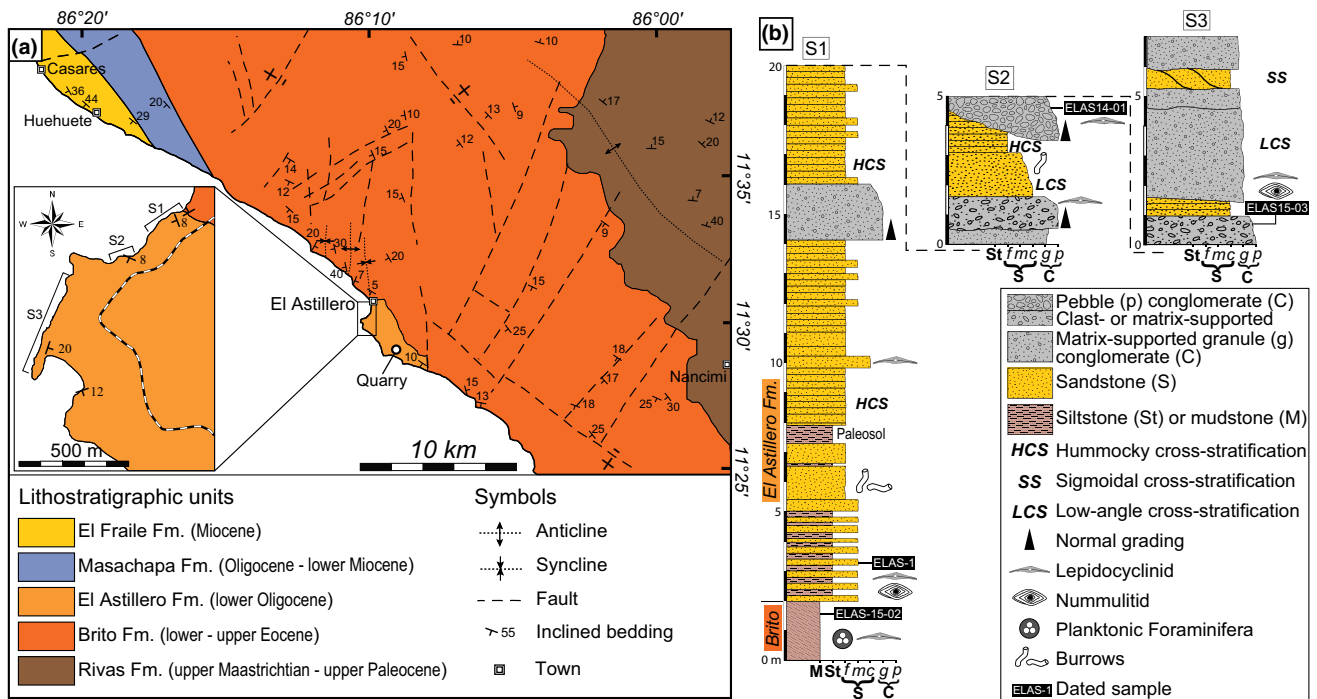 86°20' 86°10' 86°00'
(a)
Casares
36
44
Huehuete
29
20
10
10
15
13
9
10
20
12
15
14
12
15
15
17
12
15
20
7
40
11°35'
9
20
30
40
7
20
5
15
El Astillero
25
11°30'
10
Quarry
18
17
Nancimi
15
13
18
25
30
25
10 km
11°25'
N
W E
S
S1
8
S2
8
S3
20
12
500 m
Lithostratigraphic units
El Fraile Fm. (Miocene)
Masachapa Fm. (Oligocene - lower Miocene)
El Astillero Fm. (lower Oligocene)
Brito Fm. (lower - upper Eocene)
Rivas Fm. (upper Maastrichtian - upper Paleocene)
Symbols
Anticline
Syncline
Fault
55 Inclined bedding
Town
(b)
S1
20
HCS
15
10
HCS
Paleosol
5
ELAS-1
ELAS-15-02
0 m
El Astillero Fm.
Brito
M St f m c g p
S C
S2
5
ELAS14-01
HCS
LCS
0
St f m c g p
S C
S3
SS
5
LCS
ELAS15-03
0
St f m c g p
S C
Pebble (p) conglomerate (C)
Clast- or matrix-supported
Matrix-supported granule (g)
conglomerate (C)
Sandstone (S)
Siltstone (St) or mudstone (M)
HCS Hummocky cross-stratification
SS Sigmoidal cross-stratification
LCS Low-angle cross-stratification
Normal grading
Lepidocyclinid
Nummulitid
Planktonic Foraminifera
Burrows
ELAS-1 Dated sample